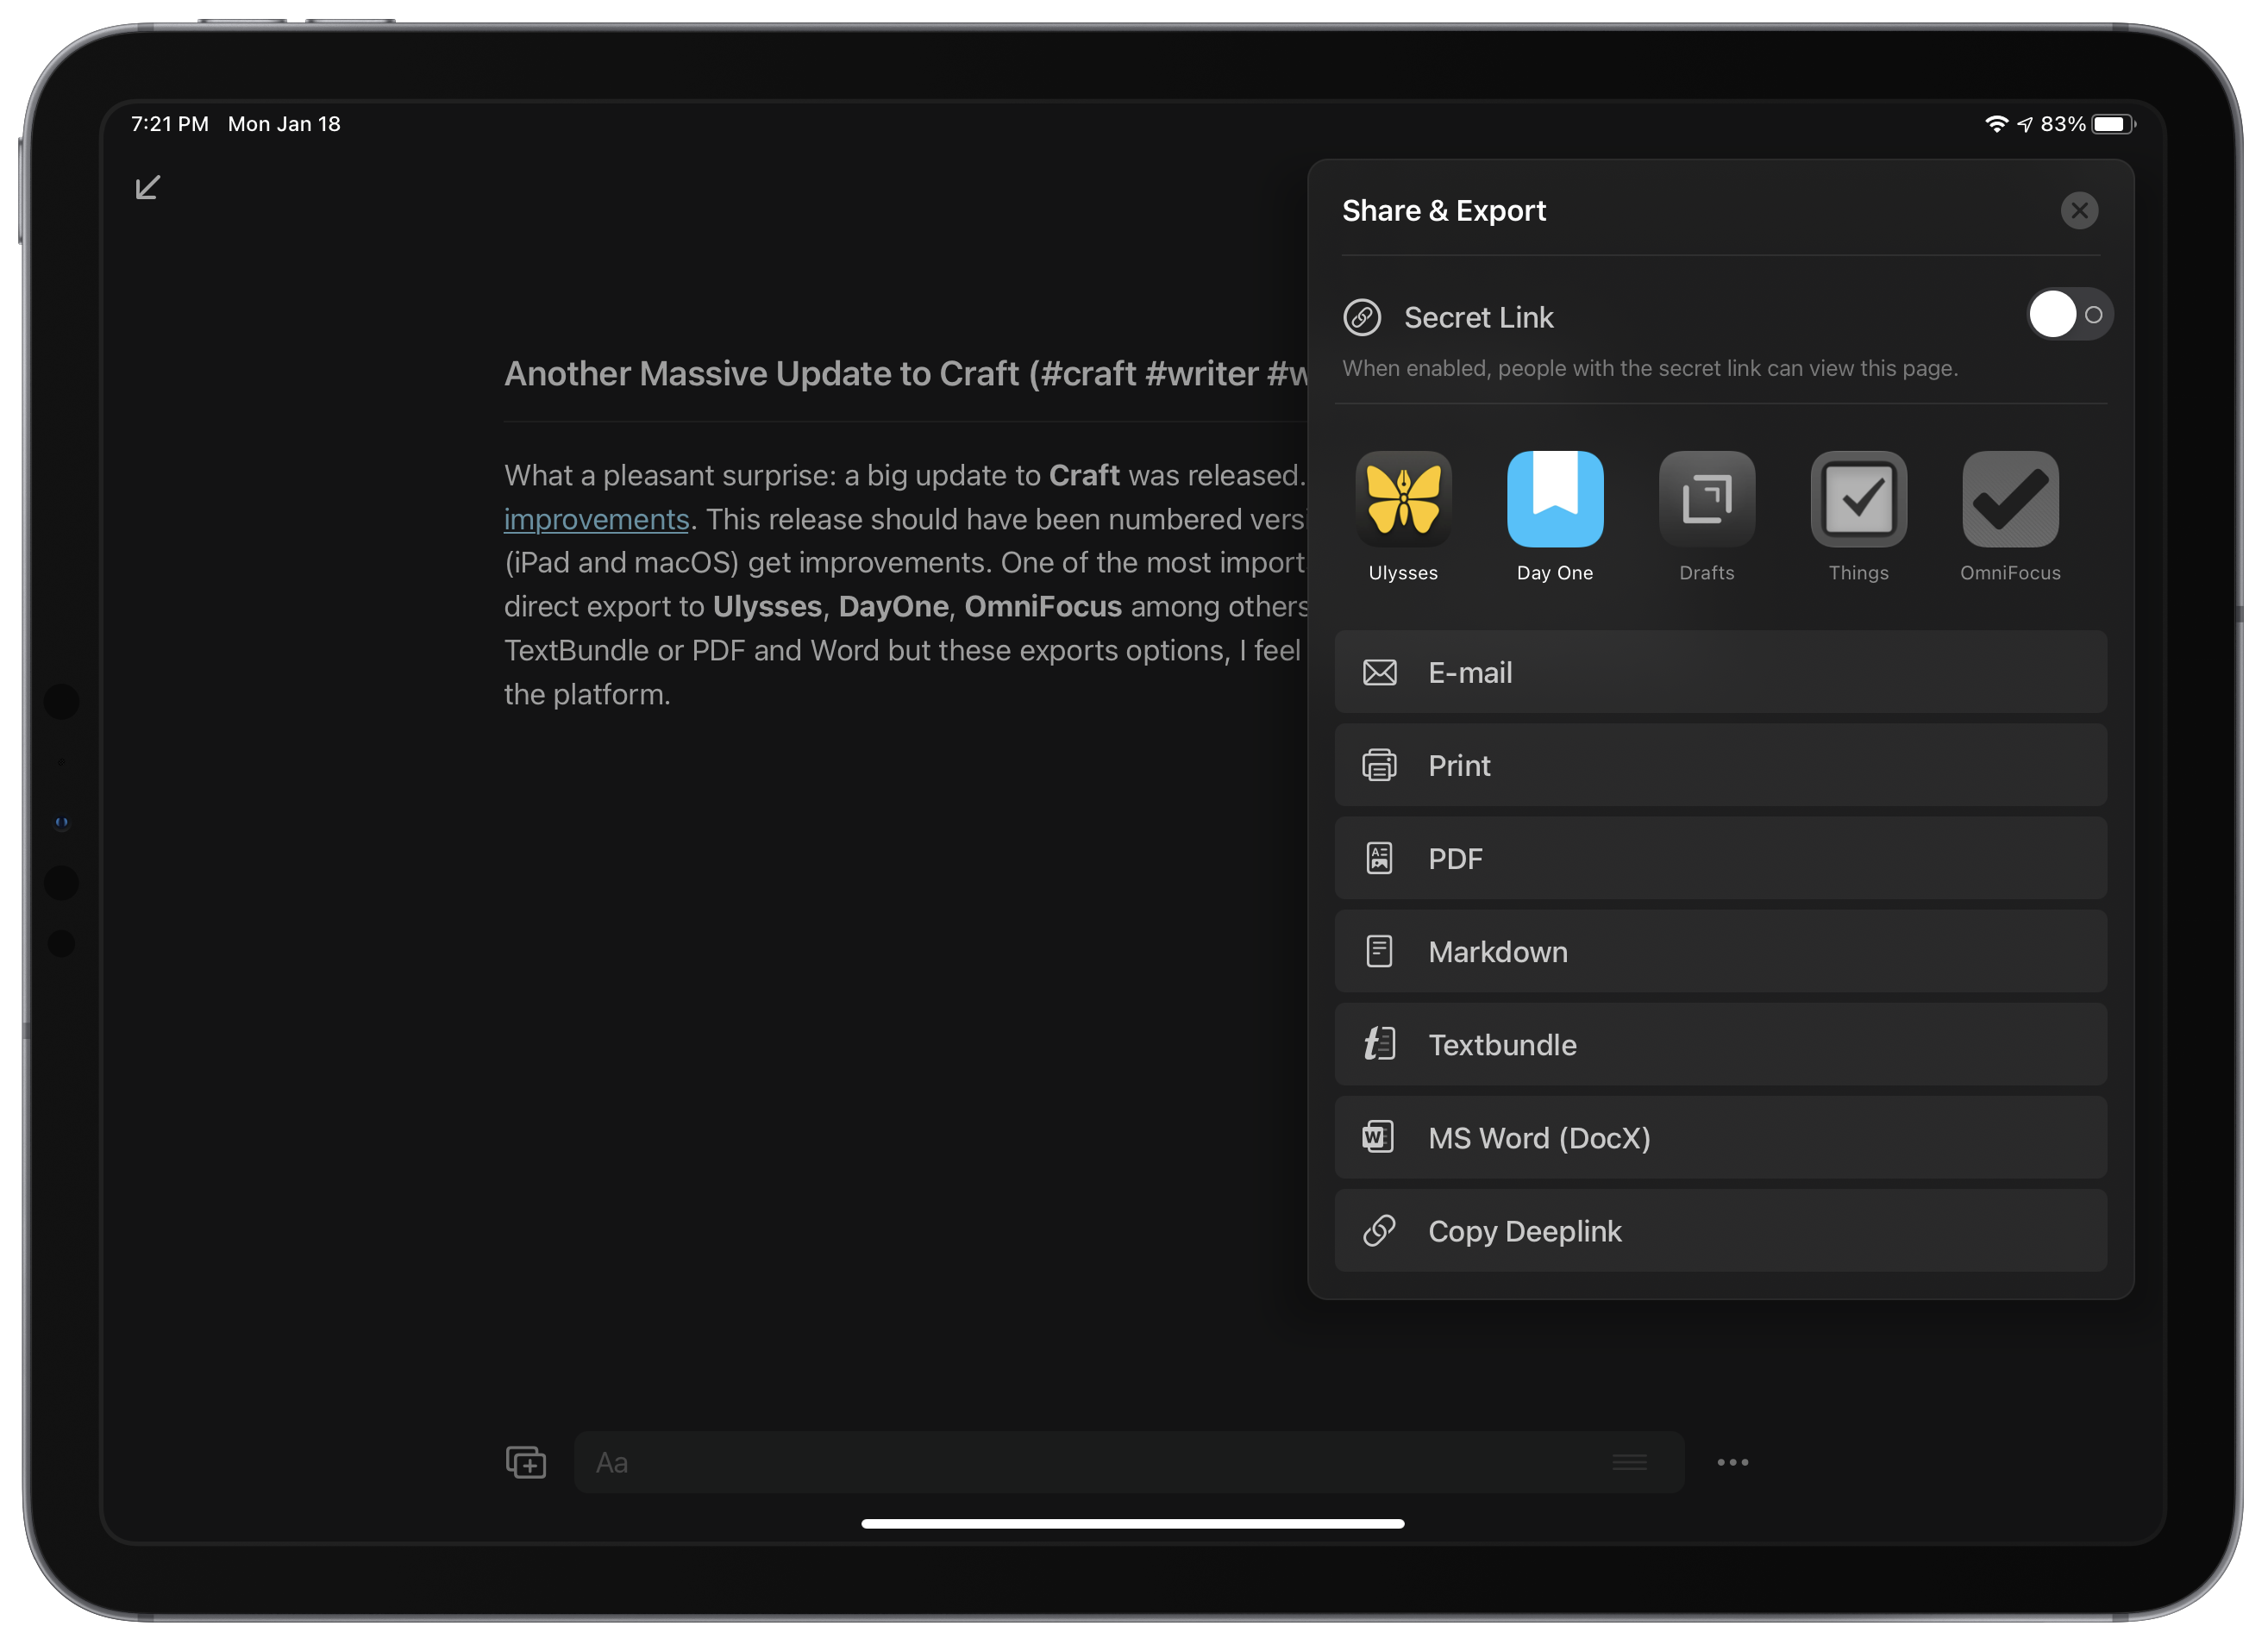 7:21 PM Mon Jan 18
83%
Another Massive Update to Craft (#craft #writer #w
What a pleasant surprise: a big update to Craft was released.
improvements. This release should have been numbered versi
(iPad and macOS) get improvements. One of the most import
direct export to Ulysses, DayOne, OmniFocus among others
TextBundle or PDF and Word but these exports options, I feel
the platform.
Share & Export
Secret Link
When enabled, people with the secret link can view this page.
Ulysses Day One Drafts Things OmniFocus
E-mail
Print
PDF
Markdown
Textbundle
MS Word (DocX)
Copy Deeplink
Aa